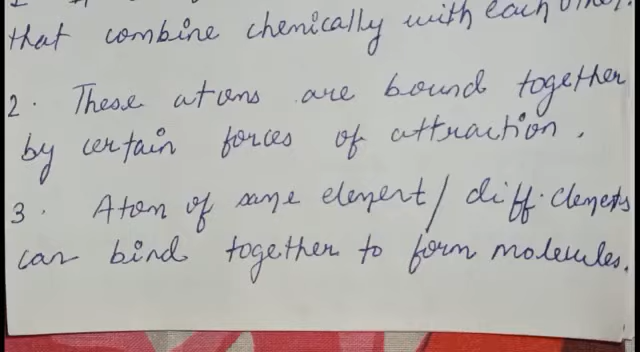 that combine chemically with each other.
2. These atoms are bound together
by certain forces of attraction.
3. Atom of same element/diff. elements
can bind together to form molecules.